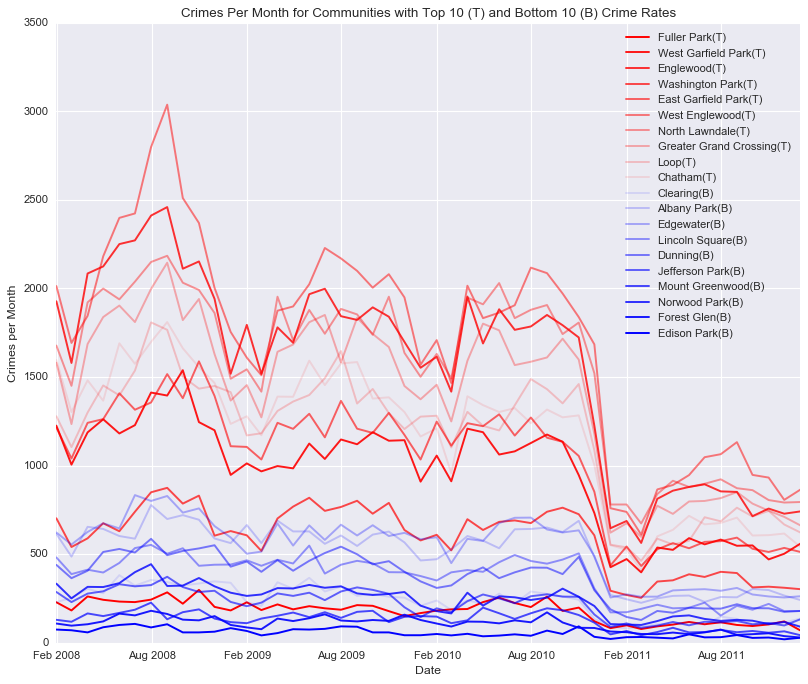 Crimes Per Month for Communities with Top 10 (T) and Bottom 10 (B) Crime Rates
3500
3000
2500
2000
1500
1000
500
0
Crimes per Month
Fuller Park(T)
West Garfield Park(T)
Englewood(T)
Washington Park(T)
East Garfield Park(T)
West Englewood(T)
North Lawndale(T)
Greater Grand Crossing(T)
Loop(T)
Chatham(T)
Clearing(B)
Albany Park(B)
Edgewater(B)
Lincoln Square(B)
Dunning(B)
Jefferson Park(B)
Mount Greenwood(B)
Norwood Park(B)
Forest Glen(B)
Edison Park(B)
Feb 2008 Aug 2008 Feb 2009 Aug 2009 Feb 2010 Aug 2010 Feb 2011 Aug 2011
Date